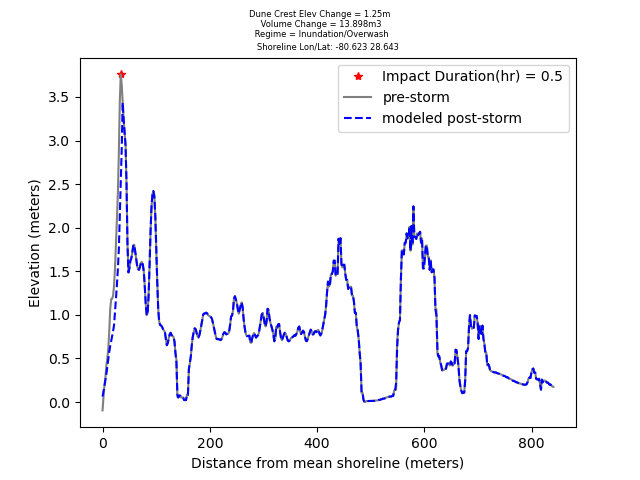 Dune Crest Elev Change = 1.25m
Volume Change = 13.898m3
Regime = Inundation/Overwash
Shoreline Lon/Lat: -80.623 28.643
Impact Duration(hr) = 0.5
pre-storm
modeled post-storm
3.5
3.0
2.5
2.0
1.5
1.0
0.5
0.0
Elevation (meters)
0 200 400 600 800
Distance from mean shoreline (meters)